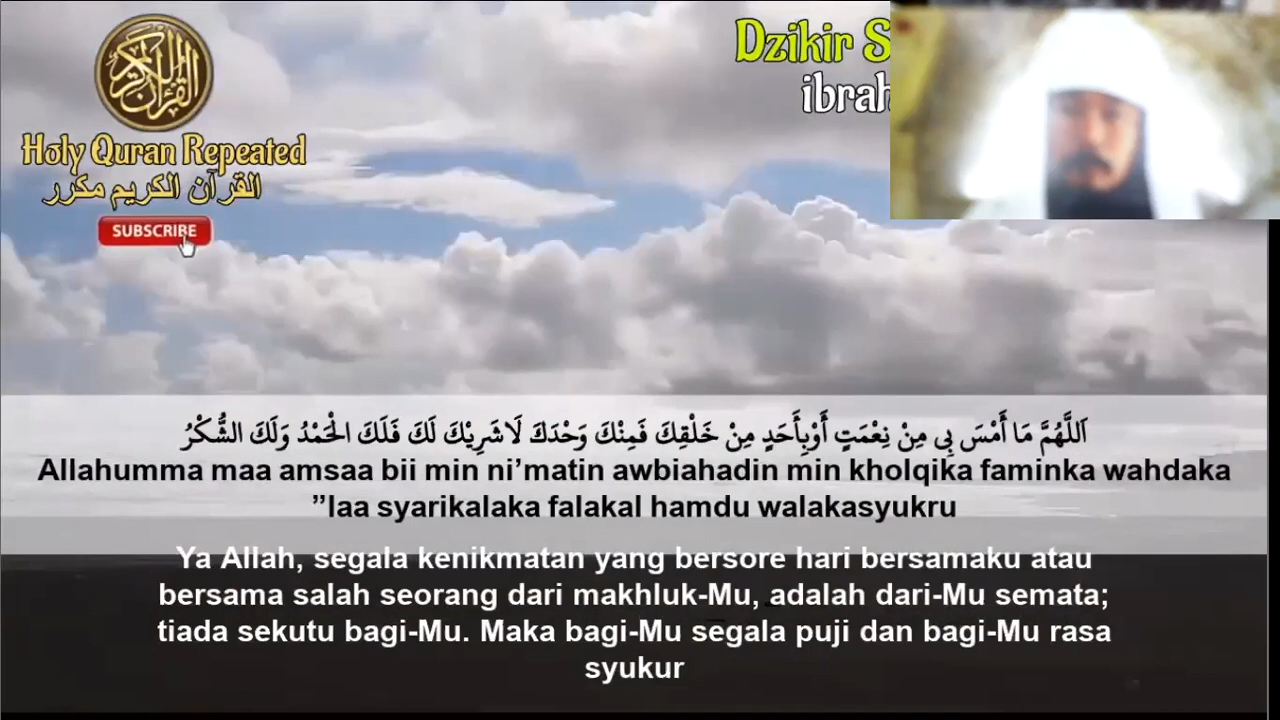 Holy Quran Repeated
القرآن الكريم مكرر
SUBSCRIBE
Dzikir
اَللَّهُمَّ مَا أَمْسَ بِى مِنْ نِعْمَتٍ أَوْبِأَحَدٍ مِنْ خَلْقِكَ فَمِنْكَ وَحْدَكَ لَاشَرِيْكَ لَكَ فَلَكَ الْحَمْدُ وَلَكَ الشُّكْرُ
Allahumma maa amsaa bii min ni’matin awbiahadin min kholqika faminka wahdaka
”laa syarikalaka falakal hamdu walakasyukru
Ya Allah, segala kenikmatan yang bersore hari bersamaku atau
bersama salah seorang dari makhluk-Mu, adalah dari-Mu semata;
tiada sekutu bagi-Mu. Maka bagi-Mu segala puji dan bagi-Mu rasa
syukur